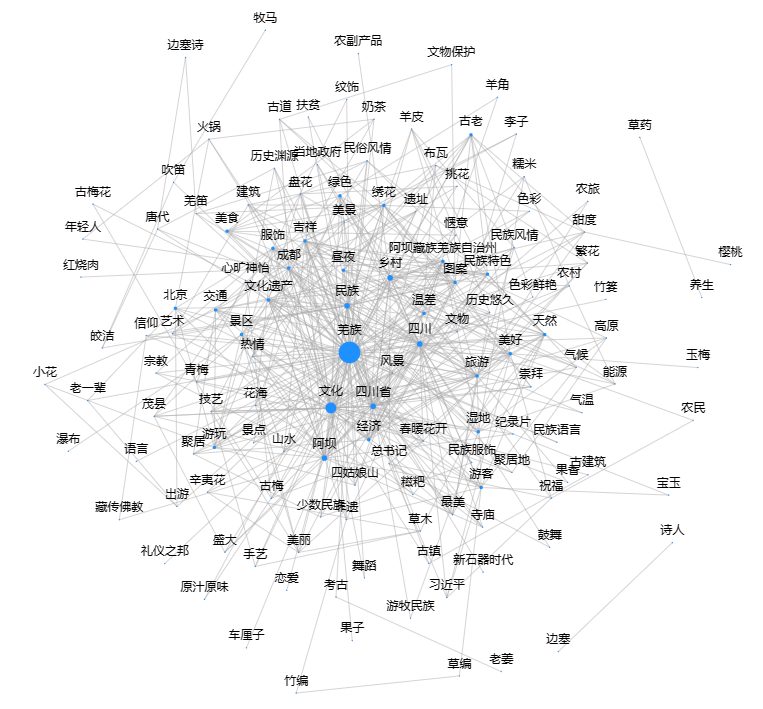 牧马
边塞诗
农副产品
文物保护
纹饰
羊角
古道
扶贫
奶茶
羊皮
古老
李子
草药
火锅
历史渊源
当地政府
民俗风情
布瓦
糯米
吹笛
挑花
古梅花
羌笛
建筑
盘花
绿色
绣花
遗址
色彩
农旅
年轻人
唐代
美食
美景
惬意
甜度
服饰
吉祥
民族风情
红烧肉
成都
昼夜
阿坝藏族羌族自治州
繁花
樱桃
心旷神怡
乡村
图案
民族特色
农村
文化遗产
民族
色彩鲜艳
竹篓
养生
北京
交通
温差
历史悠久
信仰
艺术
景区
羌族
四川
文物
天然
高原
皎洁
热情
风景
美好
气候
玉梅
宗教
青梅
旅游
崇拜
能源
小花
老一辈
技艺
花海
文化
四川省
茂县
气温
农民
瀑布
语言
聚居
游玩
景点
山水
经济
春暖花开
湿地
纪录片
民族语言
阿坝
总书记
民族服饰
聚居地
果香
古建筑
辛夷花
四姑娘山
糍粑
游客
祝福
宝玉
藏传佛教
出游
古梅
少数民族
非遗
最美
寺庙
草木
诗人
礼仪之邦
盛大
手艺
美丽
古镇
新石器时代
鼓舞
原汁原味
恋爱
舞蹈
考古
习近平
游牧民族
车厘子
果子
边塞
竹编
草编
老姜